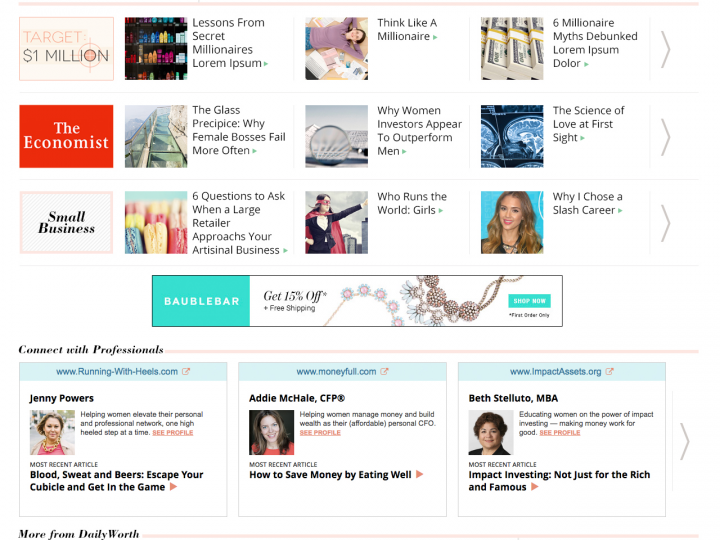 TARGET:
$1 MILLION
Lessons From
Secret
Millionaires
Lorem Ipsum
Think Like A
Millionaire
6 Millionaire
Myths Debunked
Lorem Ipsum
Dolor
The
Economist
The Glass
Precipice: Why
Female Bosses Fail
More Often
Why Women
Investors Appear
To Outperform
Men
The Science of
Love at First
Sight
Small
Business
6 Questions to Ask
When a Large
Retailer
Approachs Your
Artisinal Business
Who Runs the
World: Girls
Why I Chose a
Slash Career
BAUBLEBAR
Get 15% Off*
+ Free Shipping
SHOP NOW
*First Order Only
Connect with Professionals
www.Running-With-Heels.com
Jenny Powers
Helping women elevate their personal
and professional network, one high
heeled step at a time. SEE PROFILE
MOST RECENT ARTICLE
Blood, Sweat and Beers: Escape Your
Cubicle and Get In the Game
www.moneyfull.com
Addie McHale, CFP®
Helping women manage money and build
wealth as their (affordable) personal CFO.
SEE PROFILE
MOST RECENT ARTICLE
How to Save Money by Eating Well
www.ImpactAssets.org
Beth Stelluto, MBA
Educating women on the power of impact
investing — making money work for
good. SEE PROFILE
MOST RECENT ARTICLE
Impact Investing: Not Just for the Rich
and Famous
More from DailyWorth